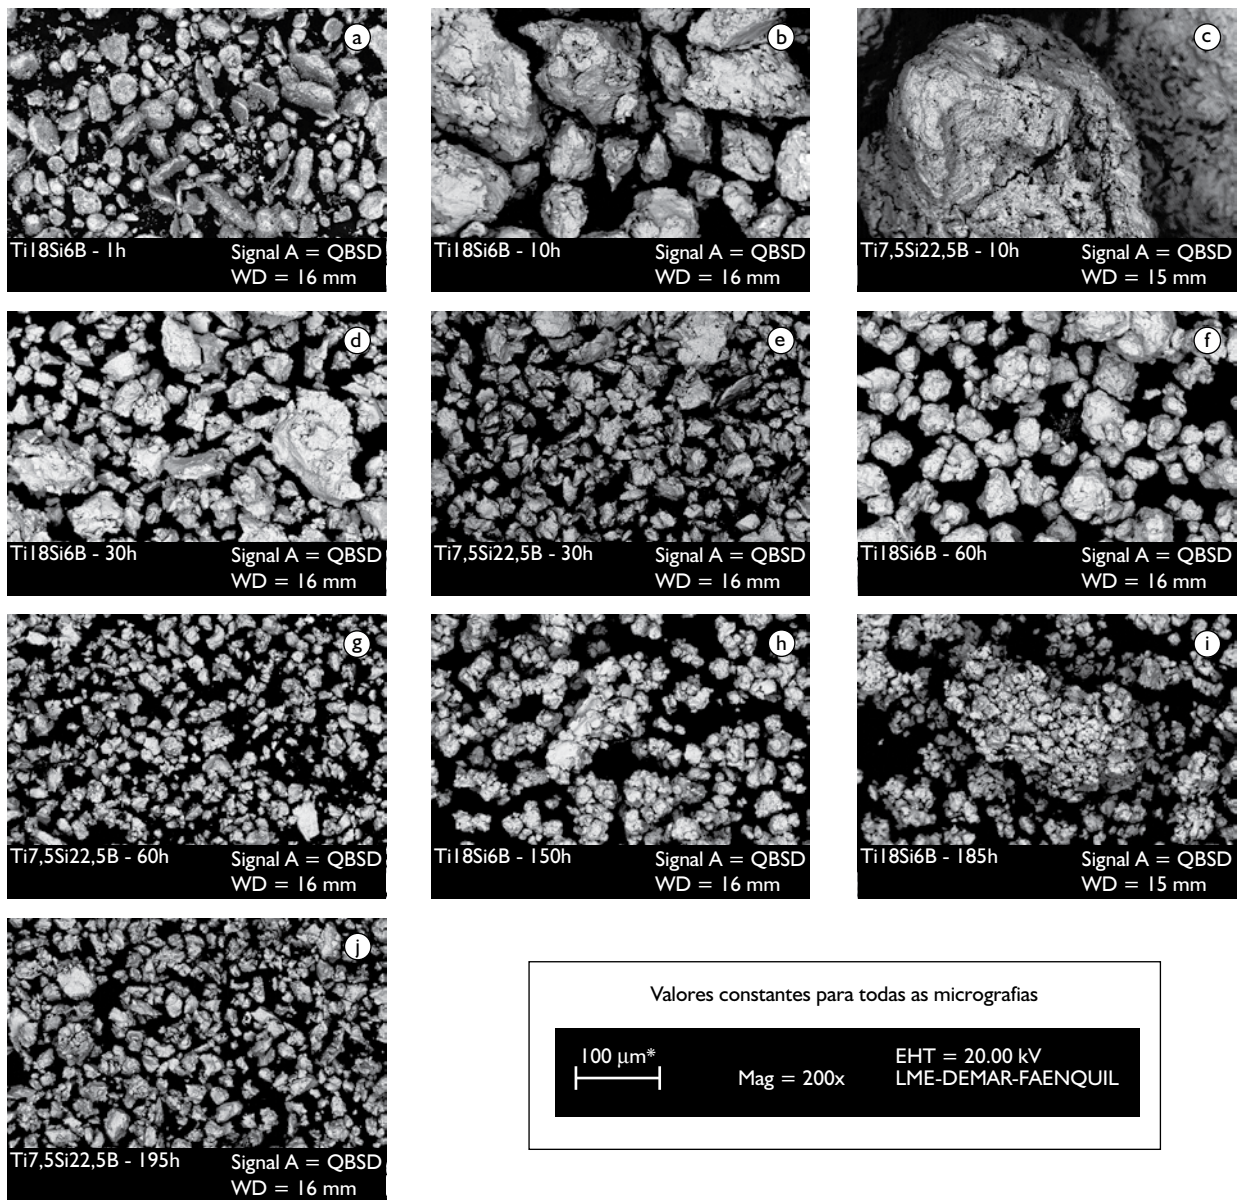 a
Ti18Si6B - 1h
Signal A = QBSD
WD = 16 mm
b
Ti18Si6B - 10h
Signal A = QBSD
WD = 16 mm
c
Ti7,5Si22,5B - 10h
Signal A = QBSD
WD = 15 mm
d
Ti18Si6B - 30h
Signal A = QBSD
WD = 16 mm
e
Ti7,5Si22,5B - 30h
Signal A = QBSD
WD = 16 mm
f
Ti18Si6B - 60h
Signal A = QBSD
WD = 16 mm
g
Ti7,5Si22,5B - 60h
Signal A = QBSD
WD = 16 mm
h
Ti18Si6B - 150h
Signal A = QBSD
WD = 16 mm
i
Ti18Si6B - 185h
Signal A = QBSD
WD = 15 mm
j
Ti7,5Si22,5B - 195h
Signal A = QBSD
WD = 16 mm
Valores constantes para todas as micrografias
100 µm*
Mag = 200x
EHT = 20.00 kV
LME-DEMAR-FAENQUIL